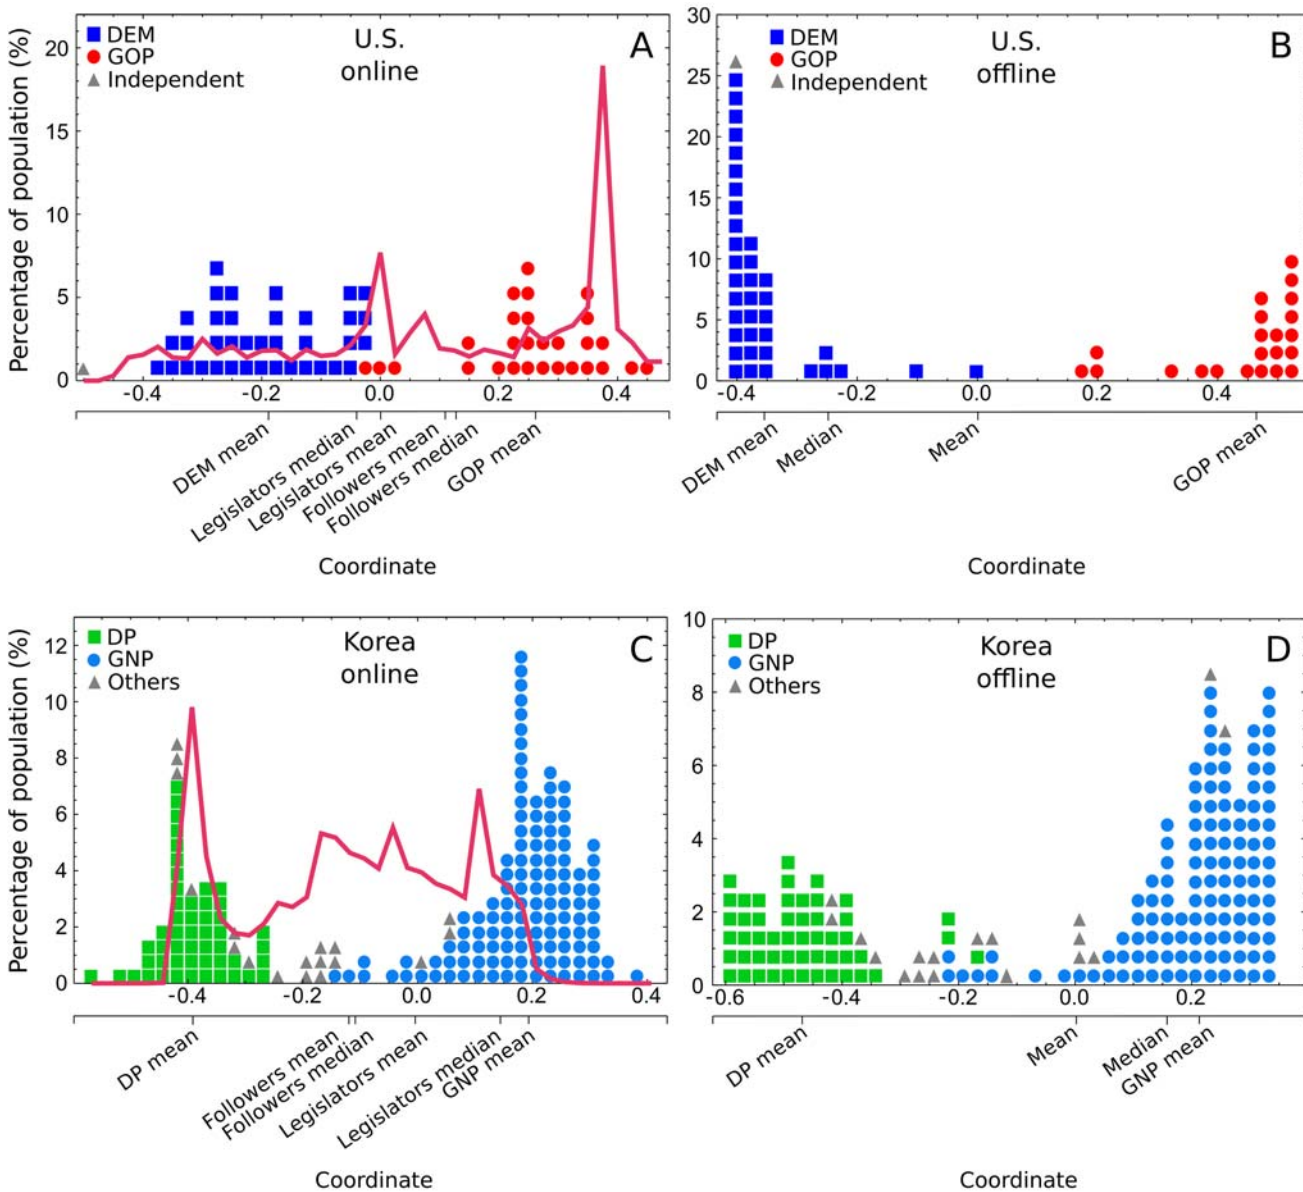 Percentage of population (%)
20
15
10
5
0
DEM
GOP
Independent
U.S.
online
A
-0.4
-0.2
0.0
0.2
0.4
DEM mean
Legislators median
Legislators mean
Followers mean
Followers median
GOP mean
Coordinate
30
25
20
15
10
5
0
DEM
GOP
Independent
U.S.
offline
B
-0.4
-0.2
0.0
0.2
0.4
DEM mean
Median
Mean
GOP mean
Coordinate
Percentage of population (%)
12
10
8
6
4
2
0
DP
GNP
Others
Korea
online
C
-0.4
-0.2
0.0
0.2
0.4
DP mean
Followers mean
Followers median
Legislators mean
Legislators median
GNP mean
Coordinate
10
8
6
4
2
0
DP
GNP
Others
Korea
offline
D
-0.6
-0.4
-0.2
0.0
0.2
DP mean
Mean
Median
GNP mean
Coordinate